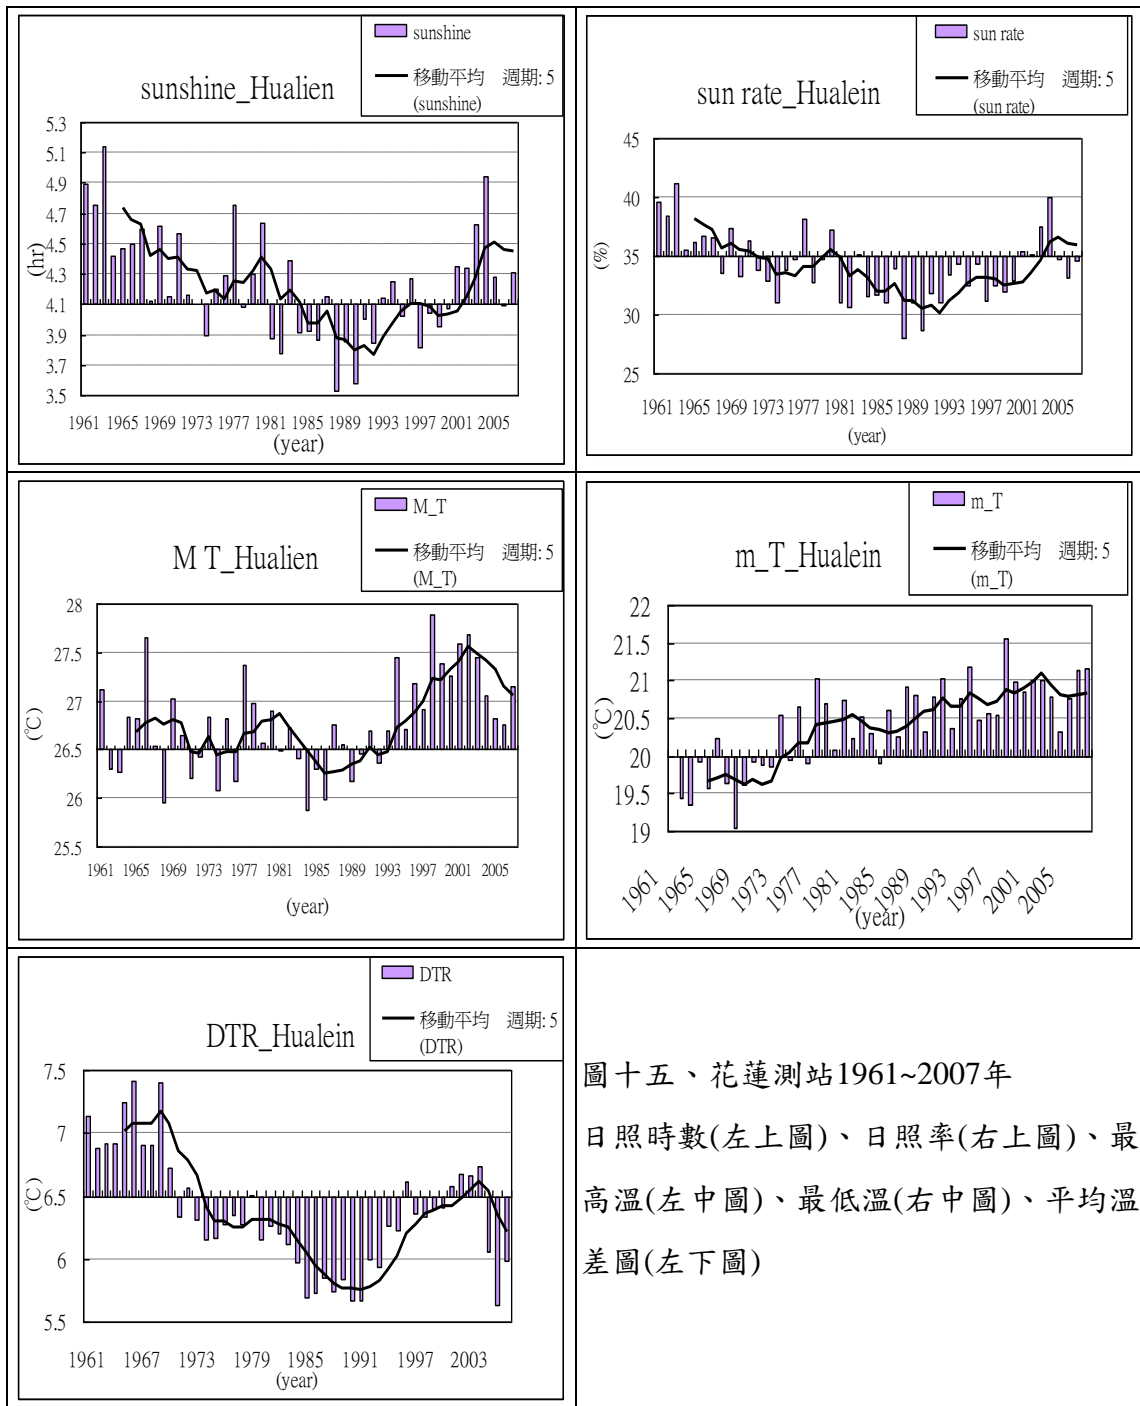 sunshine
移動平均 週期: 5
(sunshine)
sunshine_Hualien
5.3
5.1
4.9
4.7
4.5
4.3
4.1
3.9
3.7
3.5
(hr)
1961 1965 1969 1973 1977 1981 1985 1989 1993 1997 2001 2005
(year)
sun rate
移動平均 週期: 5
(sun rate)
sun rate_Hualein
45
40
35
30
25
(%)
1961 1965 1969 1973 1977 1981 1985 1989 1993 1997 2001 2005
(year)
M_T
移動平均 週期: 5
(M_T)
M T_Hualien
28
27.5
27
26.5
26
25.5
(℃)
1961 1965 1969 1973 1977 1981 1985 1989 1993 1997 2001 2005
(year)
m_T
移動平均 週期: 5
(m_T)
m_T_Hualein
22
21.5
21
20.5
20
19.5
19
(℃)
1961 1965 1969 1973 1977 1981 1985 1989 1993 1997 2001 2005
(year)
DTR
移動平均 週期: 5
(DTR)
DTR_Hualein
7.5
7
6.5
6
5.5
(℃)
1961 1967 1973 1979 1985 1991 1997 2003
(year)
圖十五、花蓮測站1961~2007年
日照時數(左上圖)、日照率(右上圖)、最
高溫(左中圖)、最低溫(右中圖)、平均溫
差圖(左下圖)